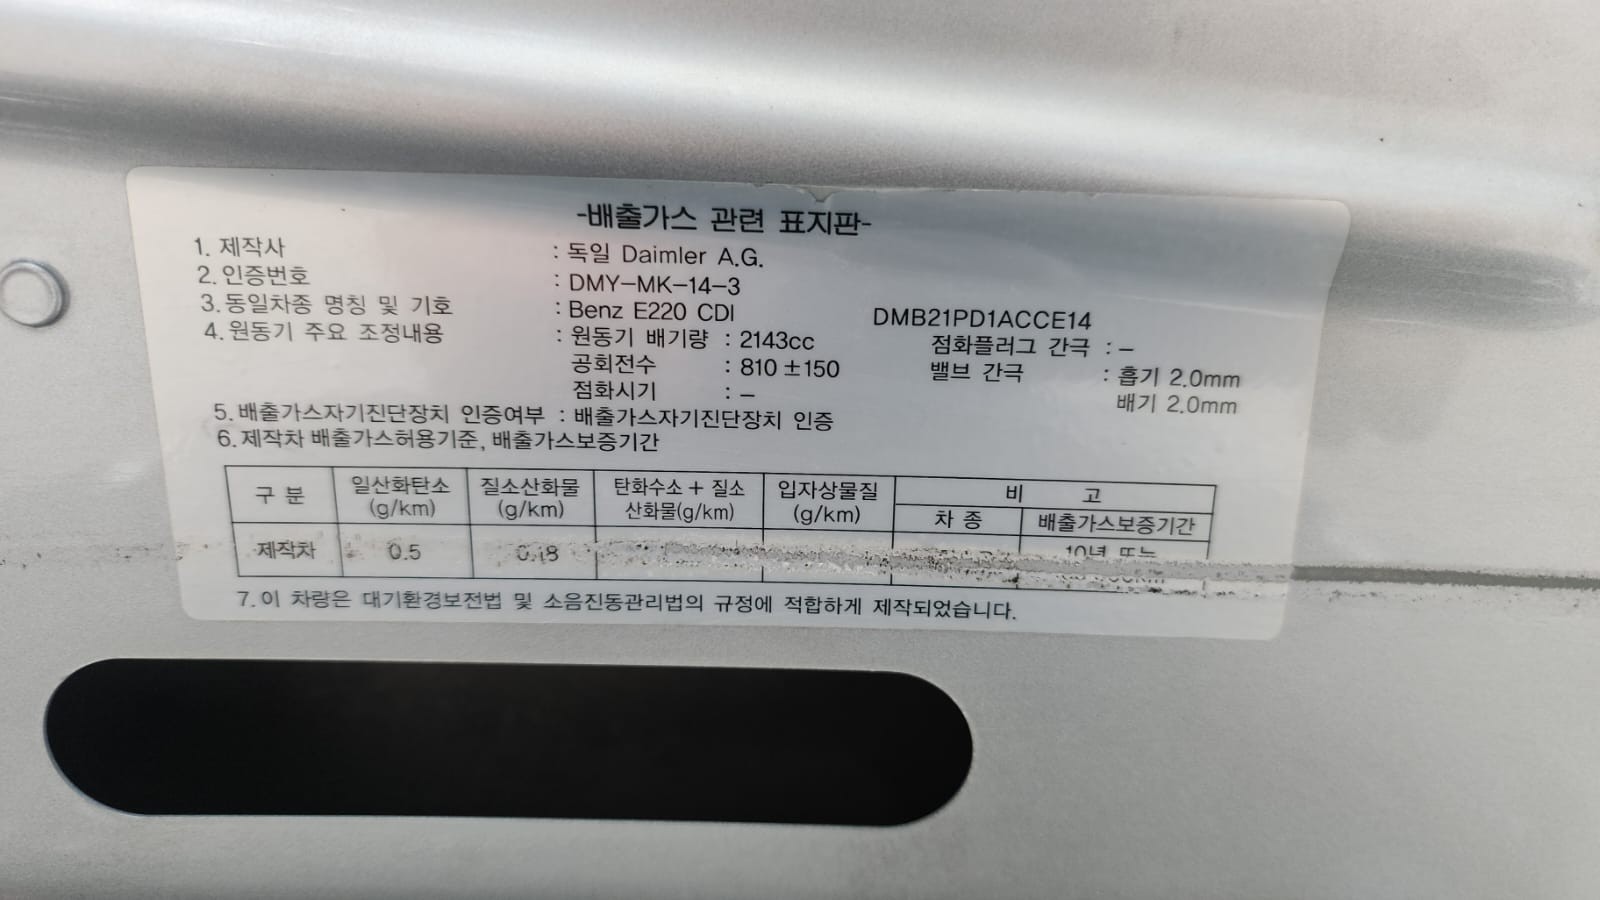 -배출가스 관련 표지판-
1. 제작사 : 독일 Daimler A.G.
2. 인증번호 : DMY-MK-14-3
3. 동일차종 명칭 및 기호 : Benz E220 CDI DMB21PD1ACCE14
4. 원동기 주요 조정내용 : 원동기 배기량 : 2143cc 점화플러그 간극 : -
공회전수 : 810 ±150 밸브 간극 : 흡기 2.0mm
점화시기 : - 배기 2.0mm
5. 배출가스자기진단장치 인증여부 : 배출가스자기진단장치 인증
6. 제작차 배출가스허용기준, 배출가스보증기간
구 분 일산화탄소 (g/km) 질소산화물 (g/km) 탄화수소 + 질소 산화물(g/km) 입자상물질 (g/km) 비 고
차 종 배출가스보증기간
제작차 0.5 0.18 10년 또는
7. 이 차량은 대기환경보전법 및 소음진동관리법의 규정에 적합하게 제작되었습니다.